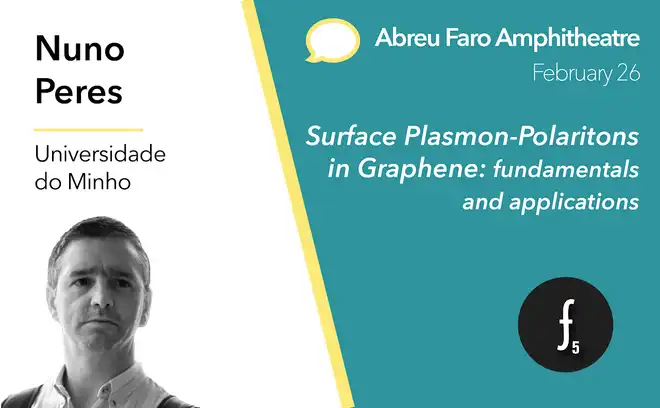 Nuno
Peres
Universidade
do Minho
Abreu Faro Amphitheatre
February 26
Surface Plasmon-Polaritons
in Graphene: fundamentals
and applications
f5